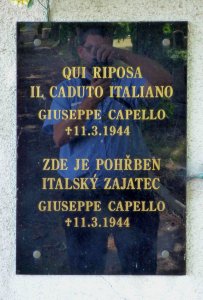 QUI RIPOSA
IL CADUTO ITALIANO
GIUSEPPE CAPELLO
✝11.3.1944
ZDE JE POHŘBEN
ITALSKÝ ZAJATEC
GIUSEPPE CAPELLO
✝11.3.1944